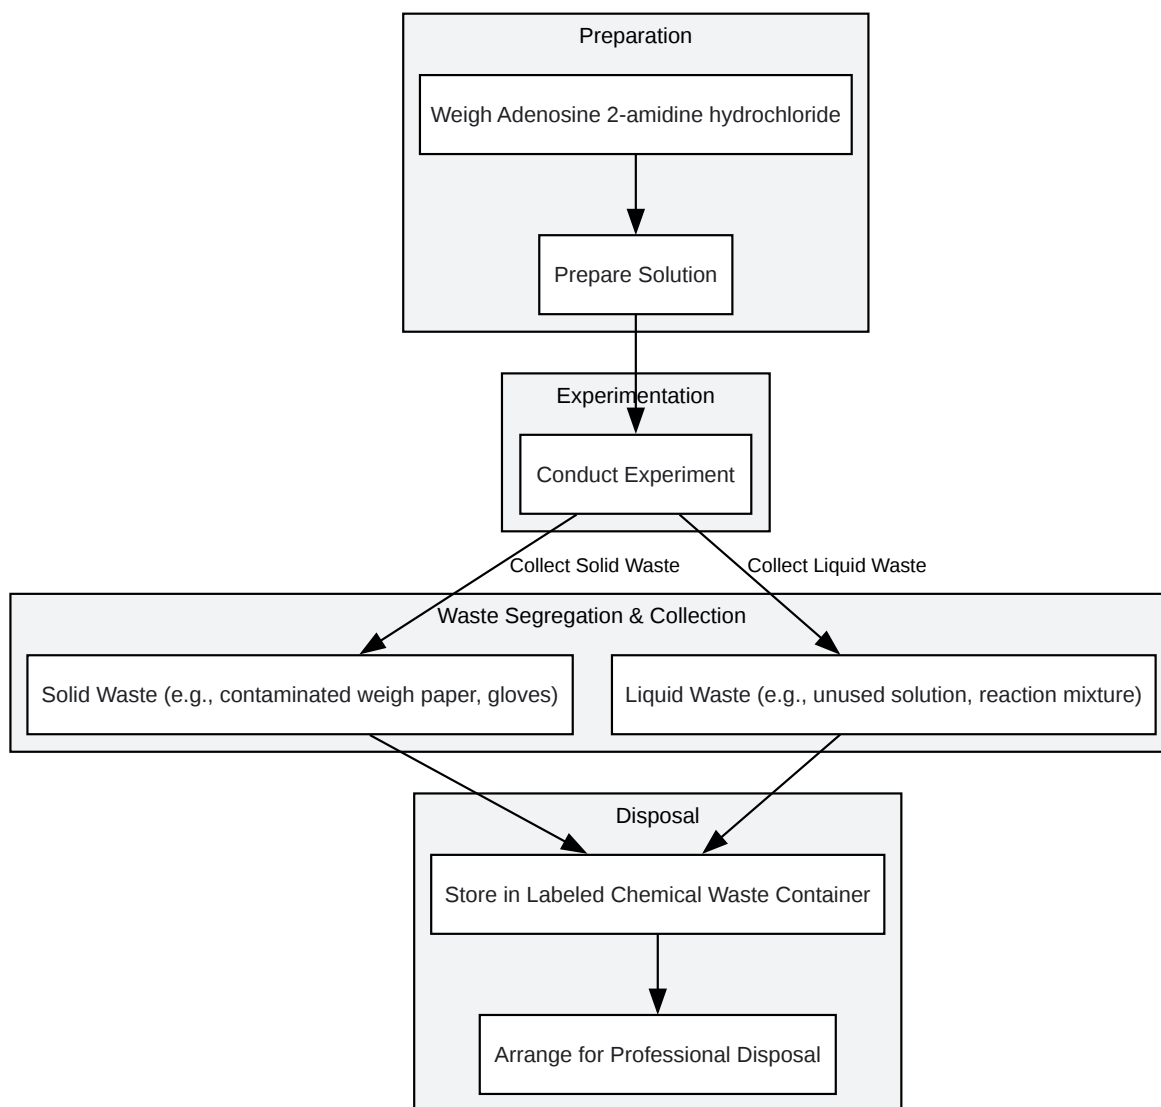 Preparation
Weigh Adenosine 2-amidine hydrochloride
Prepare Solution
Experimentation
Conduct Experiment
Collect Solid Waste
Collect Liquid Waste
Waste Segregation & Collection
Solid Waste (e.g., contaminated weigh paper, gloves)
Liquid Waste (e.g., unused solution, reaction mixture)
Disposal
Store in Labeled Chemical Waste Container
Arrange for Professional Disposal